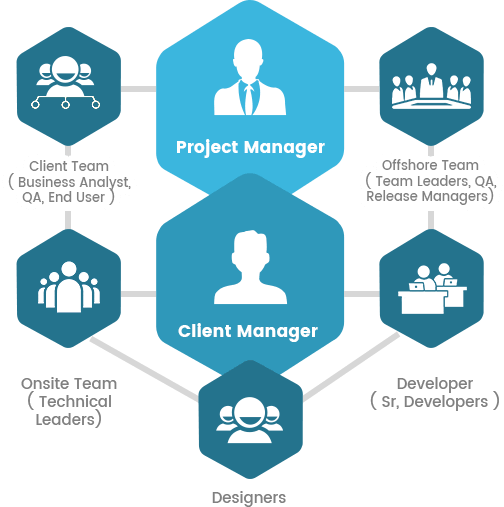 Project Manager
Client Team
( Business Analyst,
QA, End User )
Offshore Team
( Team Leaders, QA,
Release Managers)
Client Manager
Onsite Team
( Technical
Leaders)
Developer
( Sr, Developers )
Designers